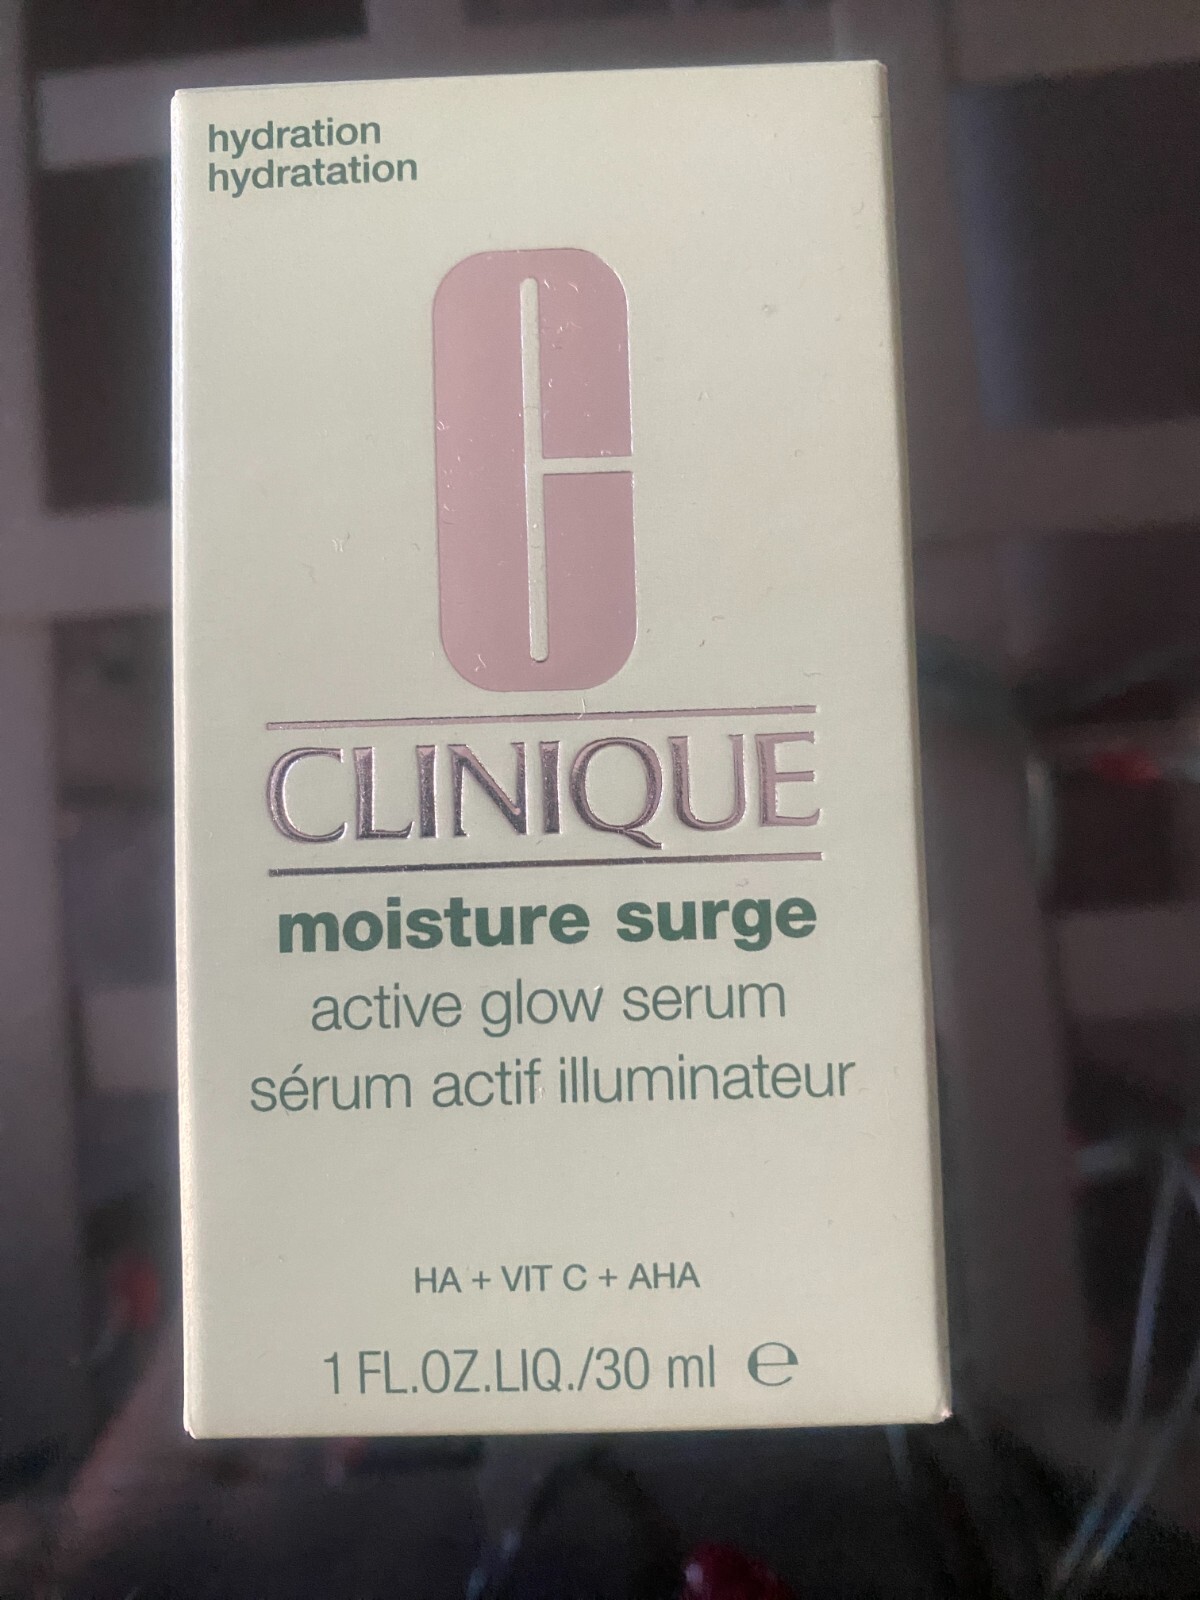 hydration
hydratation
C
CLINIQUE
moisture surge
active glow serum
sérum actif illuminateur
HA + VIT C + AHA
1 FL.OZ.LIQ./30 ml ℮